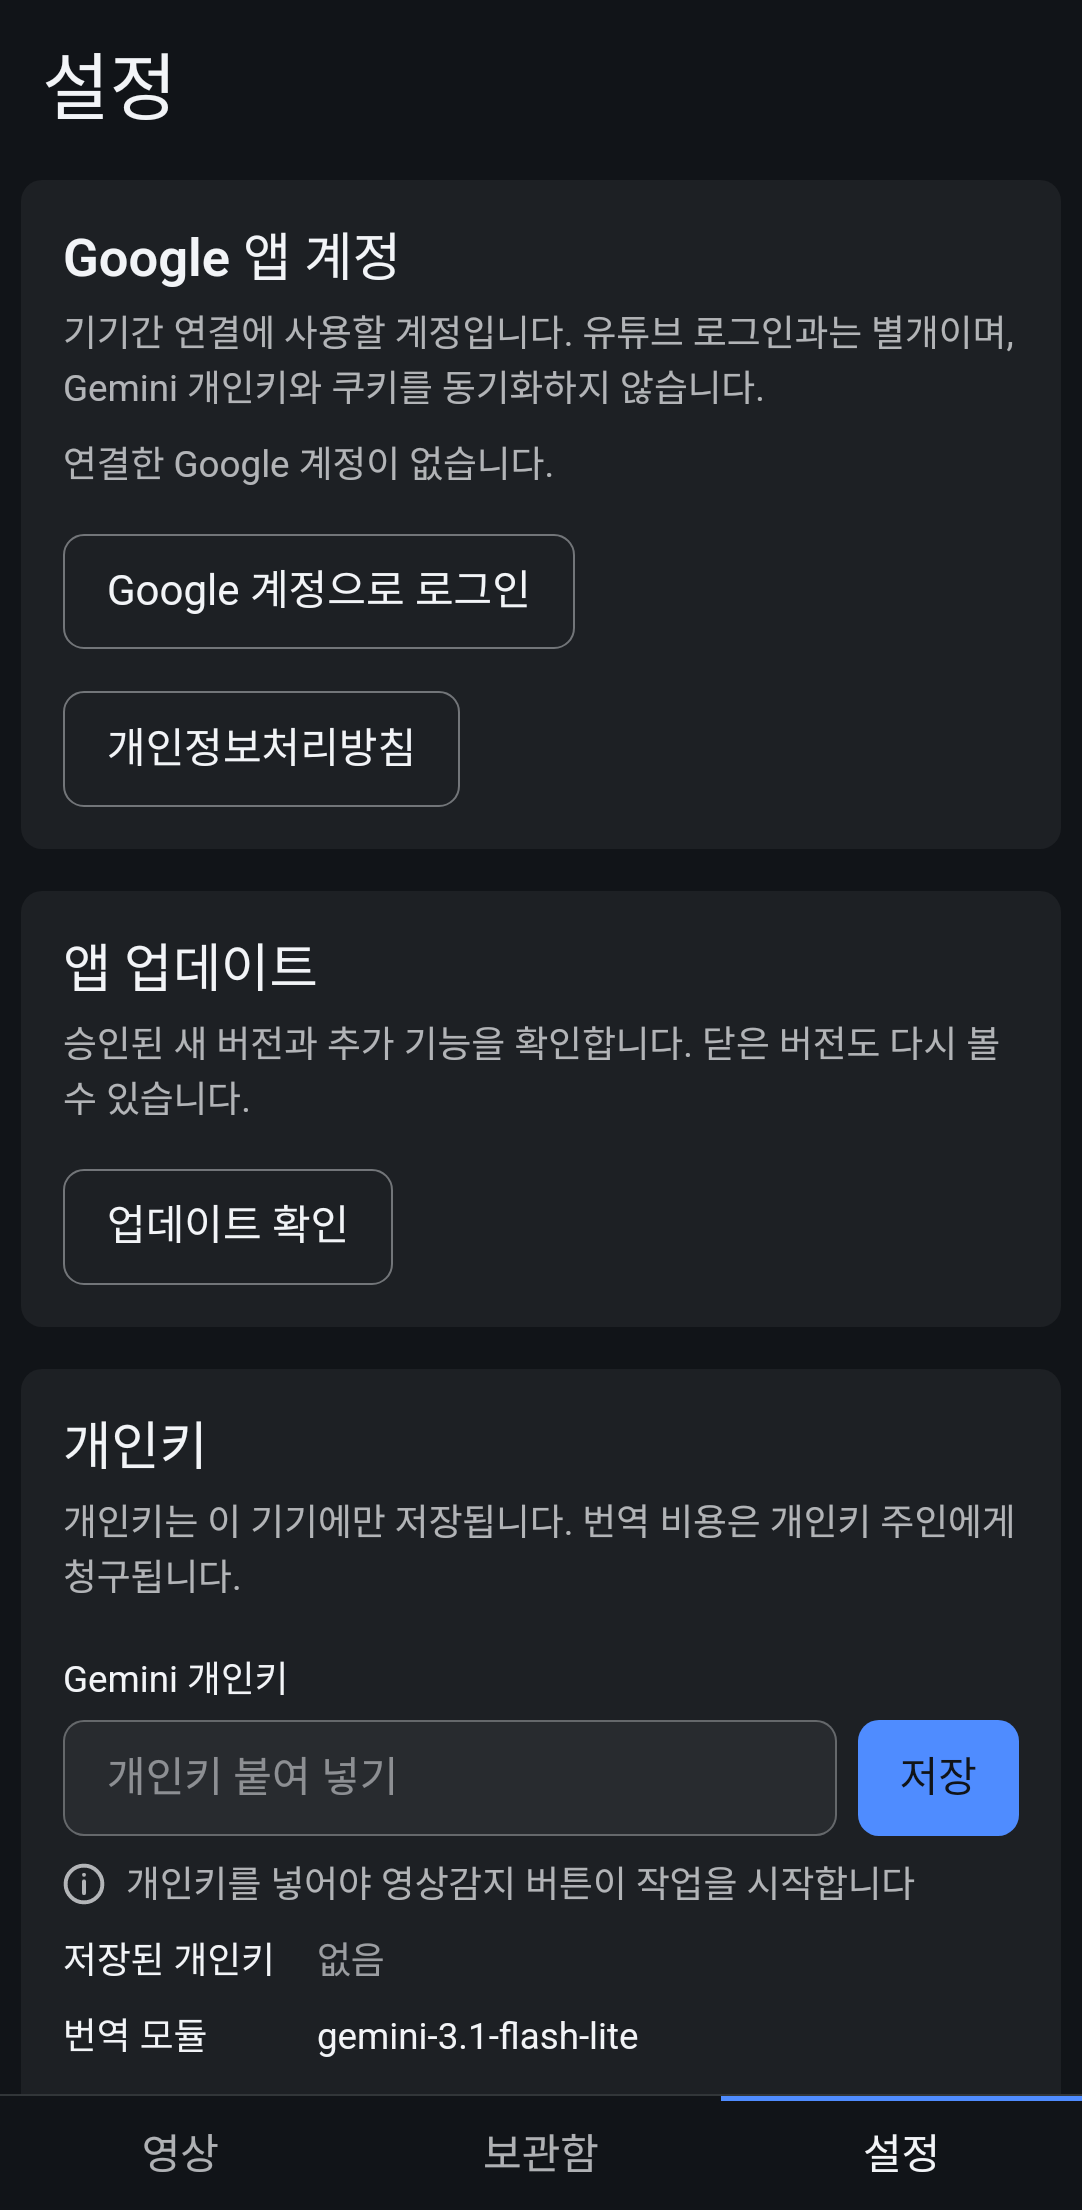 설정
Google 앱 계정
기기간 연결에 사용할 계정입니다. 유튜브 로그인과는 별개이며,
Gemini 개인키와 쿠키를 동기화하지 않습니다.
연결한 Google 계정이 없습니다.
Google 계정으로 로그인
개인정보처리방침
앱 업데이트
승인된 새 버전과 추가 기능을 확인합니다. 닫은 버전도 다시 볼
수 있습니다.
업데이트 확인
개인키
개인키는 이 기기에만 저장됩니다. 번역 비용은 개인키 주인에게
청구됩니다.
Gemini 개인키
개인키 붙여 넣기
저장
개인키를 넣어야 영상감지 버튼이 작업을 시작합니다
저장된 개인키 없음
번역 모듈 gemini-3.1-flash-lite
영상 보관함 설정